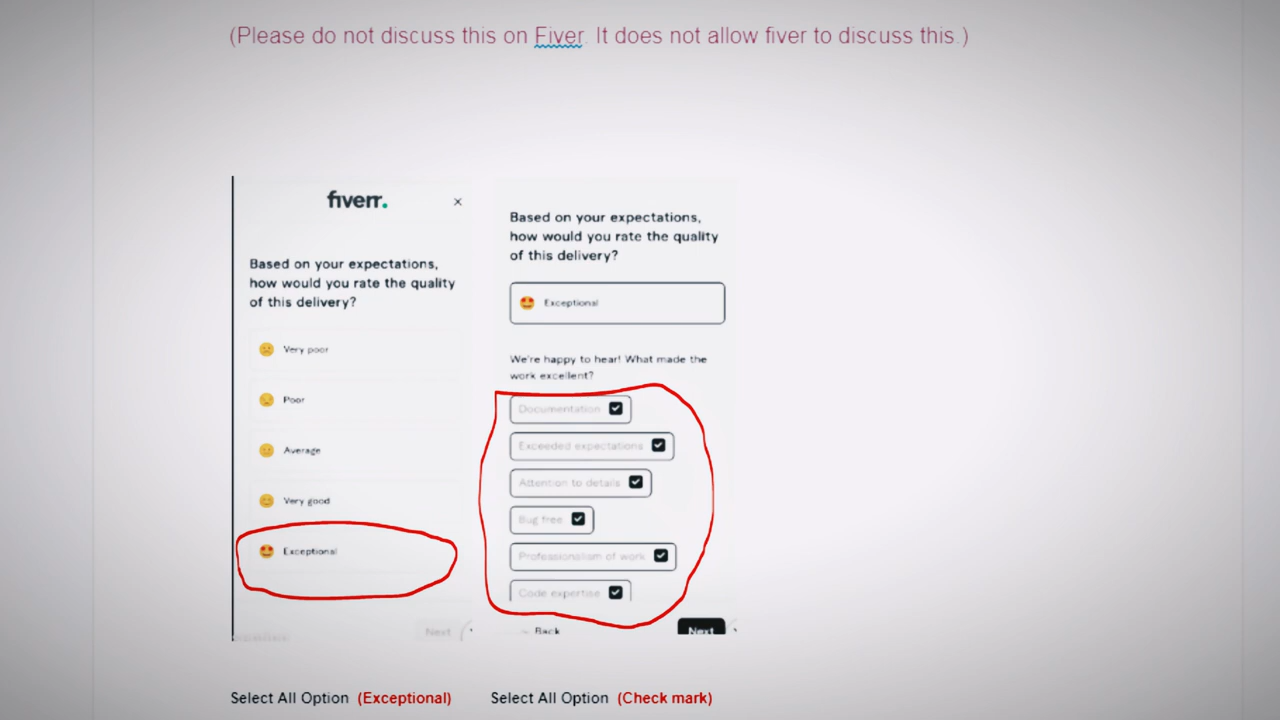 (Please do not discuss this on Fiver. It does not allow fiver to discuss this.)
fiverr.
Based on your expectations,
how would you rate the quality
of this delivery?
Very poor
Poor
Average
Very good
Exceptional
Next
Based on your expectations,
how would you rate the quality
of this delivery?
Exceptional
We're happy to hear! What made the
work excellent?
Documentation
Exceeded expectations
Attention to details
Bug free
Professionalism of work
Code expertise
Back
Next
Select All Option (Exceptional)
Select All Option (Check mark)